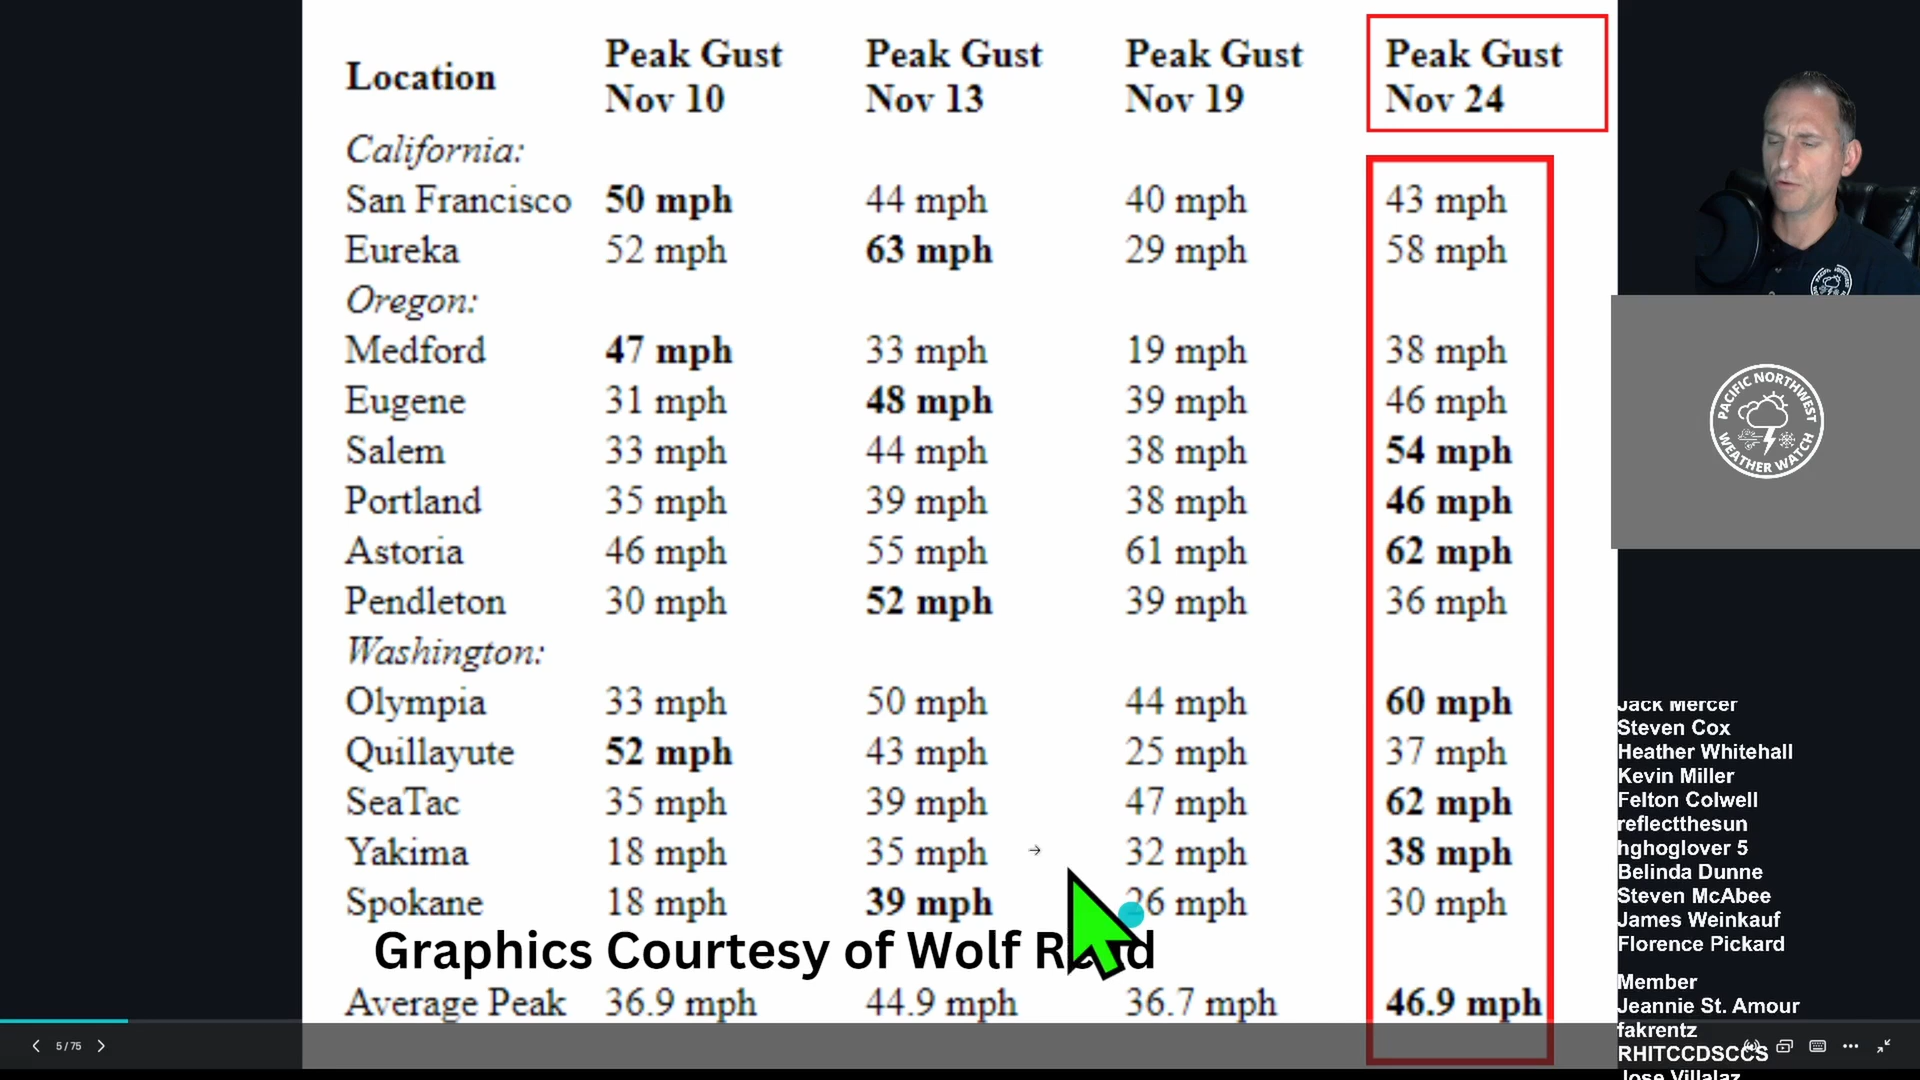 Location Peak Gust Nov 10 Peak Gust Nov 13 Peak Gust Nov 19 Peak Gust Nov 24
California:
San Francisco 50 mph 44 mph 40 mph 43 mph
Eureka 52 mph 63 mph 29 mph 58 mph
Oregon:
Medford 47 mph 33 mph 19 mph 38 mph
Eugene 31 mph 48 mph 39 mph 46 mph
Salem 33 mph 44 mph 38 mph 54 mph
Portland 35 mph 39 mph 38 mph 46 mph
Astoria 46 mph 55 mph 61 mph 62 mph
Pendleton 30 mph 52 mph 39 mph 36 mph
Washington:
Olympia 33 mph 50 mph 44 mph 60 mph
Quillayute 52 mph 43 mph 25 mph 37 mph
SeaTac 35 mph 39 mph 47 mph 62 mph
Yakima 18 mph 35 mph 32 mph 38 mph
Spokane 18 mph 39 mph 26 mph 30 mph
Graphics Courtesy of Wolf
Average Peak 36.9 mph 44.9 mph 36.7 mph 46.9 mph
5 / 75
PACIFIC NORTHWEST
WEATHER WATCH
Jack Mercer
Steven Cox
Heather Whitehall
Kevin Miller
Felton Colwell
reflectthesun
hghoglover 5
Belinda Dunne
Steven McAbee
James Weinkauf
Florence Pickard
Member
Jeannie St. Amour
fakrentz
RHITCCDSCCS
Jose Villalaz